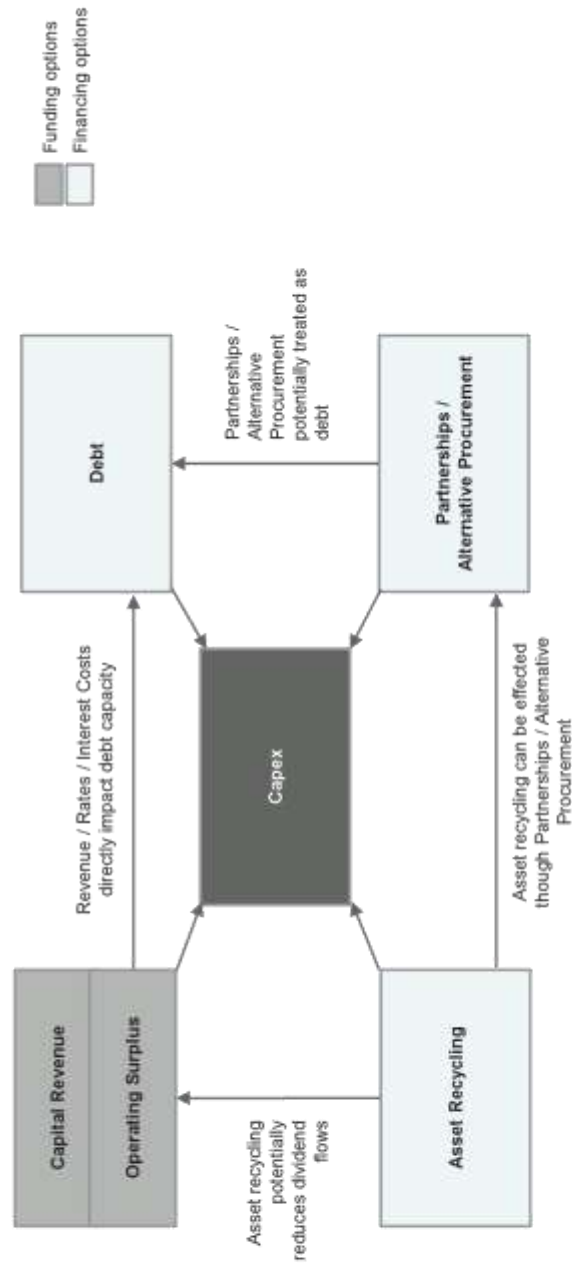 Funding options
Financing options
Capital Revenue
Operating Surplus
Revenue / Rates / Interest Costs
directly impact debt capacity
Debt
Asset recycling
potentially
reduces dividend
flows
Capex
Partnerships /
Alternative
Procurement
potentially treated as
debt
Asset Recycling
Asset recycling can be effected
though Partnerships / Alternative
Procurement
Partnerships /
Alternative Procurement